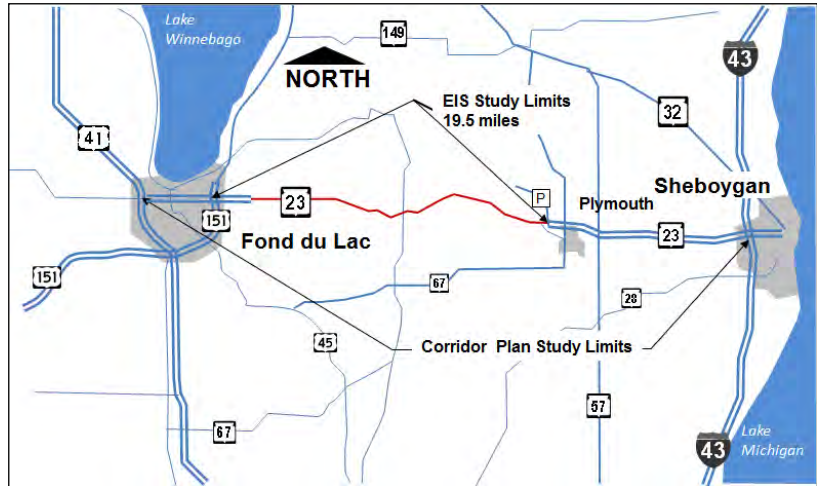 Lake
Winnebago
149
43
NORTH
EIS Study Limits
19.5 miles
32
41
Sheboygan
P
23
Plymouth
151
23
Fond du Lac
151
67
28
Corridor Plan Study Limits
45
57
67
43
Lake
Michigan